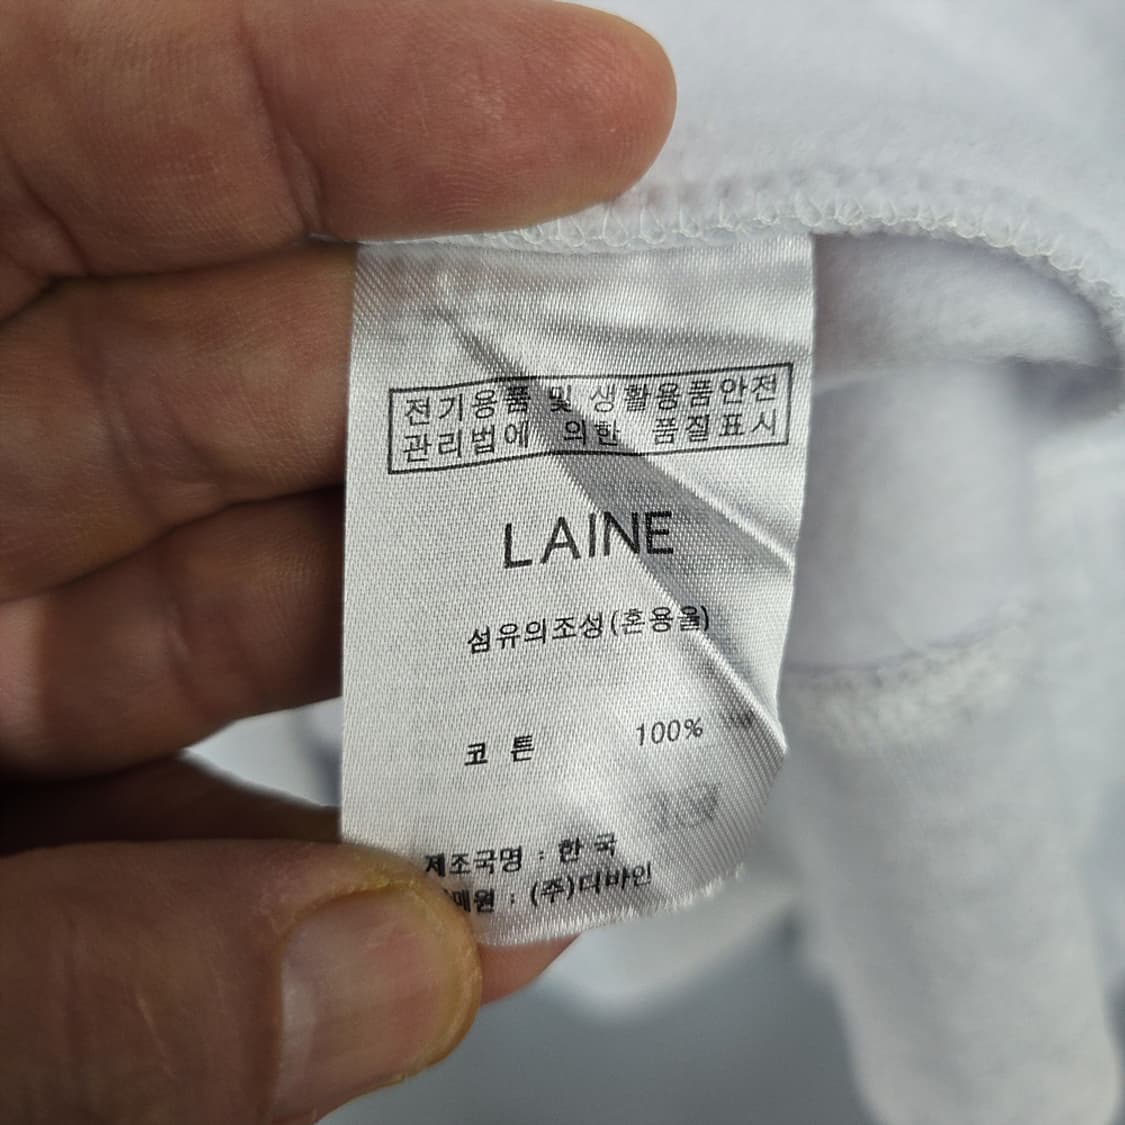 전기용품 및 생활용품안전
관리법에 의한 품질표시
LAINE
섬유의조성(혼용율)
코튼 100%
제조국명 : 한국
매원 : (주)디바인